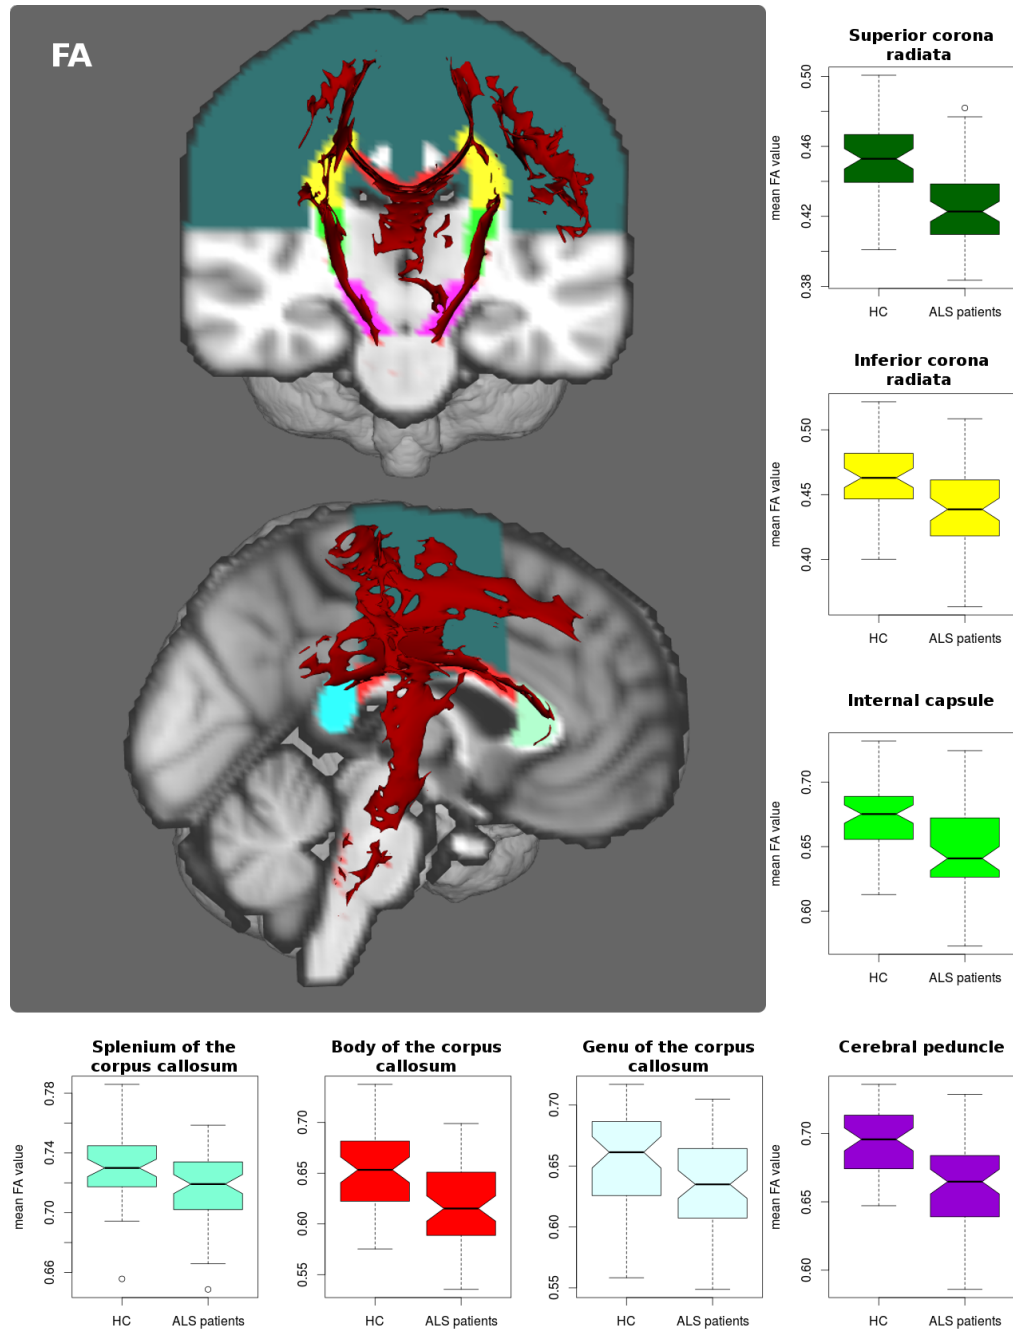 FA
Superior corona
radiata
mean FA value
0.50
0.46
0.42
0.38
HC
ALS patients
Inferior corona
radiata
mean FA value
0.50
0.45
0.40
HC
ALS patients
Internal capsule
mean FA value
0.70
0.65
0.60
HC
ALS patients
Splenium of the
corpus callosum
mean FA value
0.78
0.74
0.70
0.66
HC
ALS patients
Body of the corpus
callosum
0.70
0.65
0.60
0.55
HC
ALS patients
Genu of the corpus
callosum
0.70
0.65
0.60
0.55
HC
ALS patients
Cerebral peduncle
mean FA value
0.70
0.65
0.60
HC
ALS patients